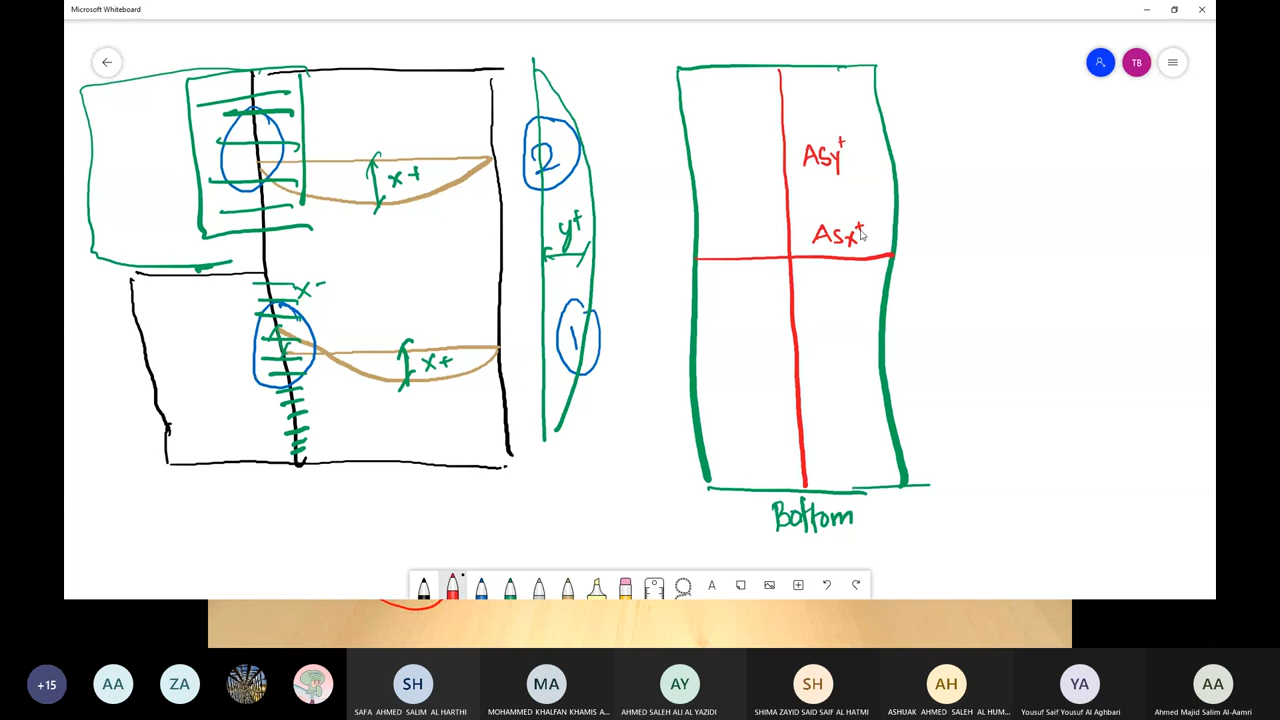 Microsoft Whiteboard
TB
x+
2
y+
x-
x+
1
Asy+
Asx+
Bottom
A
+15
AA
ZA
SH
MA
AY
SH
AH
YA
AA
SAFA AHMED SALIM AL HARTHI
MOHAMMED KHALFAN KHAMIS A...
AHMED SALEH ALI AL YAZIDI
SHIMA ZAYID SAID SAIF AL HATMI
ASHUAK AHMED SALEH AL HUM...
Yousuf Saif Yousuf Al Aghbari
Ahmed Majid Salim Al-Aamri